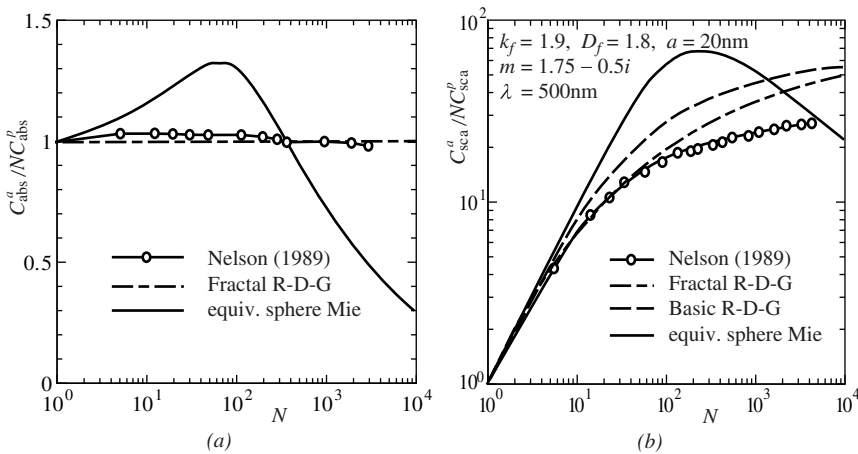 1.5
1
0.5
0
C^a_abs / NC^p_abs
Nelson (1989)
Fractal R-D-G
equiv. sphere Mie
10^0 10^1 10^2 10^3 10^4
N
(a)
10^2
10^1
10^0
C^a_sca / NC^p_sca
k_f = 1.9, D_f = 1.8, a = 20nm
m = 1.75 – 0.5i
λ = 500nm
Nelson (1989)
Fractal R-D-G
Basic R-D-G
equiv. sphere Mie
10^0 10^1 10^2 10^3 10^4
N
(b)